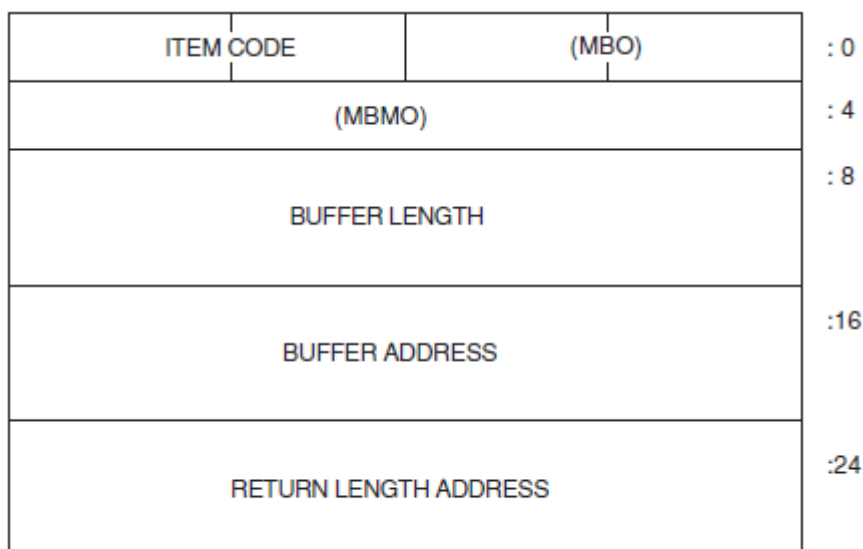 ITEM CODE (MBO) : 0
(MBMO) : 4
: 8
BUFFER LENGTH
:16
BUFFER ADDRESS
:24
RETURN LENGTH ADDRESS